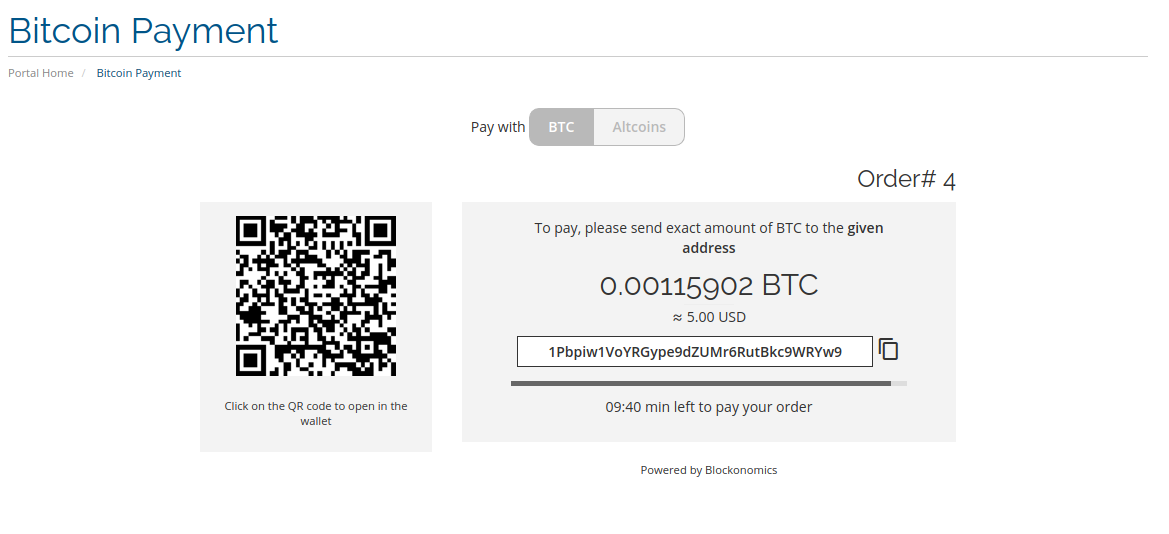 Bitcoin Payment
Portal Home / Bitcoin Payment
Pay with BTC Altcoins
Order# 4
To pay, please send exact amount of BTC to the given
address
0.00115902 BTC
≈ 5.00 USD
1Pbpiw1VoYRGype9dZUMr6RutBkc9WRYw9
09:40 min left to pay your order
Click on the QR code to open in the
wallet
Powered by Blockonomics